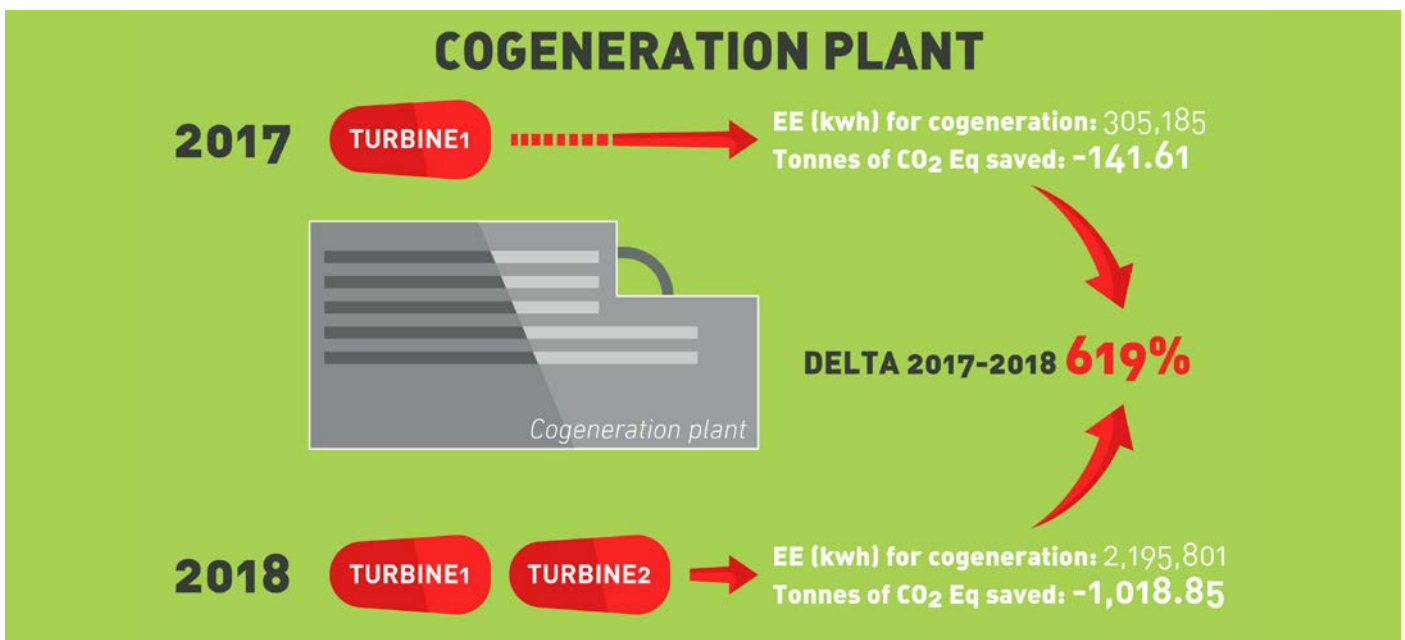 COGENERATION PLANT
2017
TURBINE1
EE (kwh) for cogeneration: 305,185
Tonnes of CO₂ Eq saved: -141.61
Cogeneration plant
DELTA 2017-2018 619%
2018
TURBINE1
TURBINE2
EE (kwh) for cogeneration: 2,195,801
Tonnes of CO₂ Eq saved: -1,018.85